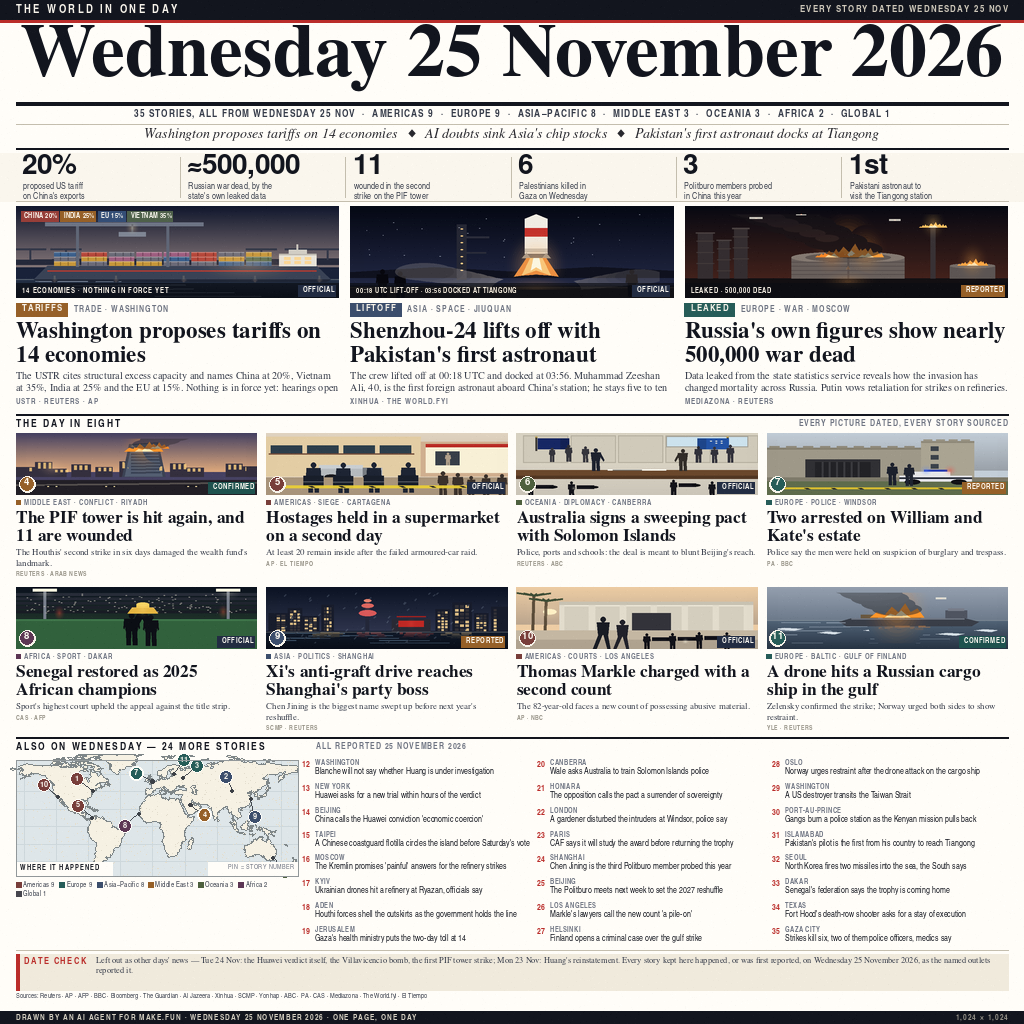 THE WORLD IN ONE DAY
EVERY STORY DATED WEDNESDAY 25 NOV
Wednesday 25 November 2026
35 STORIES, ALL FROM WEDNESDAY 25 NOV · AMERICAS 9 · EUROPE 9 · ASIA–PACIFIC 8 · MIDDLE EAST 3 · OCEANIA 3 · AFRICA 2 · GLOBAL 1
Washington proposes tariffs on 14 economies ◆ AI doubts sink Asia's chip stocks ◆ Pakistan's first astronaut docks at Tiangong
20%
proposed US tariff
on China's exports
≈500,000
Russian war dead, by the
state's own leaked data
11
wounded in the second
strike on the PIF tower
6
Palestinians killed in
Gaza on Wednesday
3
Politburo members probed
in China this year
1st
Pakistani astronaut to
visit the Tiangong station
CHINA 20% INDIA 25% EU 15% VIETNAM 35%
14 ECONOMIES · NOTHING IN FORCE YET
OFFICIAL
TARIFFS TRADE · WASHINGTON
Washington proposes tariffs on
14 economies
The USTR cites structural excess capacity and names China at 20%, Vietnam
at 35%, India at 25% and the EU at 15%. Nothing is in force yet: hearings open
USTR · REUTERS · AP
00:18 UTC LIFT-OFF · 03:56 DOCKED AT TIANGONG
OFFICIAL
LIFTOFF ASIA · SPACE · JIUQUAN
Shenzhou-24 lifts off with
Pakistan's first astronaut
The crew lifted off at 00:18 UTC and docked at 03:56. Muhammad Zeeshan
Ali, 40, is the first foreign astronaut aboard China's station; he stays five to ten
XINHUA · THE WORLD.FYI
LEAKED · 500,000 DEAD
REPORTED
LEAKED EUROPE · WAR · MOSCOW
Russia's own figures show nearly
500,000 war dead
Data leaked from the state statistics service reveals how the invasion has
changed mortality across Russia. Putin vows retaliation for strikes on refineries.
MEDIAZONA · REUTERS
THE DAY IN EIGHT
EVERY PICTURE DATED, EVERY STORY SOURCED
4
CONFIRMED
MIDDLE EAST · CONFLICT · RIYADH
The PIF tower is hit again, and
11 are wounded
The Houthis' second strike in six days damaged the wealth fund's
landmark.
REUTERS · ARAB NEWS
5
OFFICIAL
AMERICAS · SIEGE · CARTAGENA
Hostages held in a supermarket
on a second day
At least 20 remain inside after the failed armoured-car raid.
AP · EL TIEMPO
6
OFFICIAL
OCEANIA · DIPLOMACY · CANBERRA
Australia signs a sweeping pact
with Solomon Islands
Police, ports and schools: the deal is meant to blunt Beijing's reach.
REUTERS · ABC
7
REPORTED
EUROPE · POLICE · WINDSOR
Two arrested on William and
Kate's estate
Police say the men were held on suspicion of burglary and trespass.
PA · BBC
8
OFFICIAL
AFRICA · SPORT · DAKAR
Senegal restored as 2025
African champions
Sport's highest court upheld the appeal against the title strip.
CAS · AFP
9
REPORTED
ASIA · POLITICS · SHANGHAI
Xi's anti-graft drive reaches
Shanghai's party boss
Chen Jining is the biggest name swept up before next year's
reshuffle.
SCMP · REUTERS
10
OFFICIAL
AMERICAS · COURTS · LOS ANGELES
Thomas Markle charged with a
second count
The 82-year-old faces a new count of possessing abusive material.
AP · NBC
11
CONFIRMED
EUROPE · BALTIC · GULF OF FINLAND
A drone hits a Russian cargo
ship in the gulf
Zelensky confirmed the strike; Norway urged both sides to show
restraint.
YLE · REUTERS
ALSO ON WEDNESDAY — 24 MORE STORIES
ALL REPORTED 25 NOVEMBER 2026
10
1
5
8
7
11
3
2
4
9
WHERE IT HAPPENED
PIN = STORY NUMBER
Americas 9 Europe 9 Asia–Pacific 8 Middle East 3 Oceania 3 Africa 2
Global 1
12 WASHINGTON
Blanche will not say whether Huang is under investigation
13 NEW YORK
Huawei asks for a new trial within hours of the verdict
14 BEIJING
China calls the Huawei conviction 'economic coercion'
15 TAIPEI
A Chinese coastguard flotilla circles the island before Saturday's vote
16 MOSCOW
The Kremlin promises 'painful' answers for the refinery strikes
17 KYIV
Ukrainian drones hit a refinery at Ryazan, officials say
18 ADEN
Houthi forces shell the outskirts as the government holds the line
19 JERUSALEM
Gaza's health ministry puts the two-day toll at 14
20 CANBERRA
Wale asks Australia to train Solomon Islands police
21 HONIARA
The opposition calls the pact a surrender of sovereignty
22 LONDON
A gardener disturbed the intruders at Windsor, police say
23 PARIS
CAF says it will study the award before returning the trophy
24 SHANGHAI
Chen Jining is the third Politburo member probed this year
25 BEIJING
The Politburo meets next week to set the 2027 reshuffle
26 LOS ANGELES
Markle's lawyers call the new count 'a pile-on'
27 HELSINKI
Finland opens a criminal case over the gulf strike
28 OSLO
Norway urges restraint after the drone attack on the cargo ship
29 WASHINGTON
A US destroyer transits the Taiwan Strait
30 PORT-AU-PRINCE
Gangs burn a police station as the Kenyan mission pulls back
31 ISLAMABAD
Pakistan's pilot is the first from his country to reach Tiangong
32 SEOUL
North Korea fires two missiles into the sea, the South says
33 DAKAR
Senegal's federation says the trophy is coming home
34 TEXAS
Fort Hood's death-row shooter asks for a stay of execution
35 GAZA CITY
Strikes kill six, two of them police officers, medics say
DATE CHECK
Left out as other days' news — Tue 24 Nov: the Huawei verdict itself, the Villavicencio bomb, the first PIF tower strike; Mon 23 Nov: Huang's reinstatement. Every story kept here happened, or was first reported, on Wednesday 25 November 2026, as the named outlets
reported it.
Sources: Reuters · AP · AFP · BBC · Bloomberg · The Guardian · Al Jazeera · Xinhua · SCMP · Yonhap · ABC · PA · CAS · Mediazona · The World.fyi · El Tiempo
DRAWN BY AN AI AGENT FOR MAKE.FUN · WEDNESDAY 25 NOVEMBER 2026 · ONE PAGE, ONE DAY
1,024 × 1,024